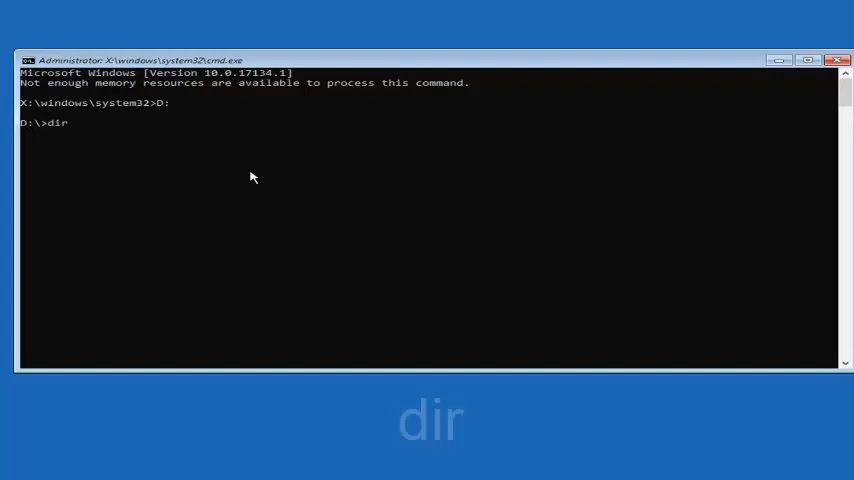 Administrator: X:\windows\system32\cmd.exe
Microsoft Windows [Version 10.0.17134.1]
Not enough memory resources are available to process this command.
X:\windows\system32>D:
D:\>dir
dir